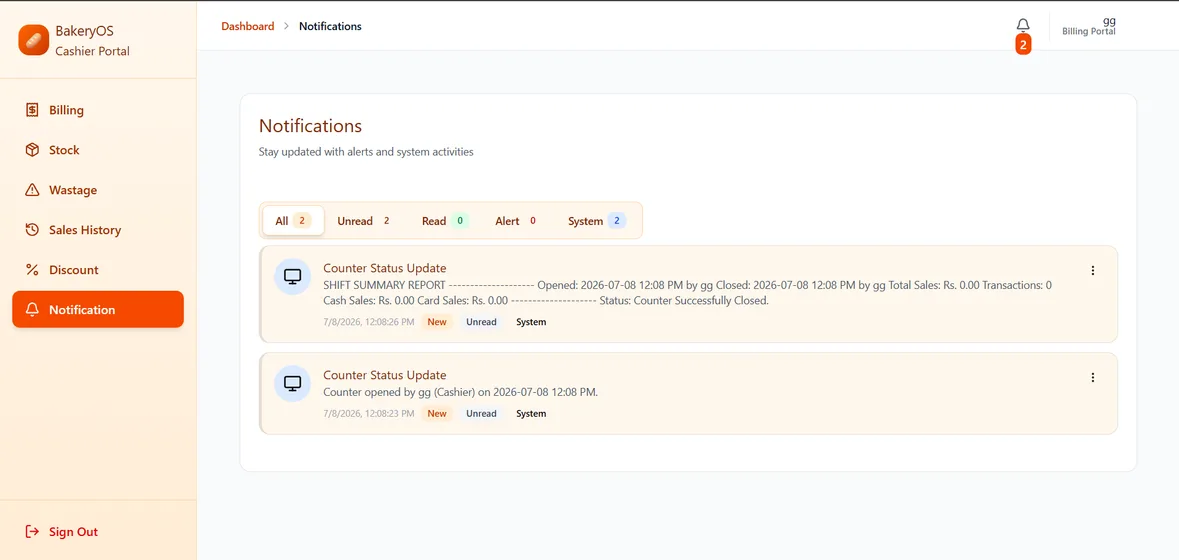 BakeryOS
Cashier Portal
Billing
Stock
Wastage
Sales History
Discount
Notification
Sign Out
Dashboard > Notifications
2
gg
Billing Portal
Notifications
Stay updated with alerts and system activities
All 2 Unread 2 Read 0 Alert 0 System 2
Counter Status Update
SHIFT SUMMARY REPORT -------------------- Opened: 2026-07-08 12:08 PM by gg Closed: 2026-07-08 12:08 PM by gg Total Sales: Rs. 0.00 Transactions: 0
Cash Sales: Rs. 0.00 Card Sales: Rs. 0.00 -------------------- Status: Counter Successfully Closed.
7/8/2026, 12:08:26 PM New Unread System
Counter Status Update
Counter opened by gg (Cashier) on 2026-07-08 12:08 PM.
7/8/2026, 12:08:23 PM New Unread System